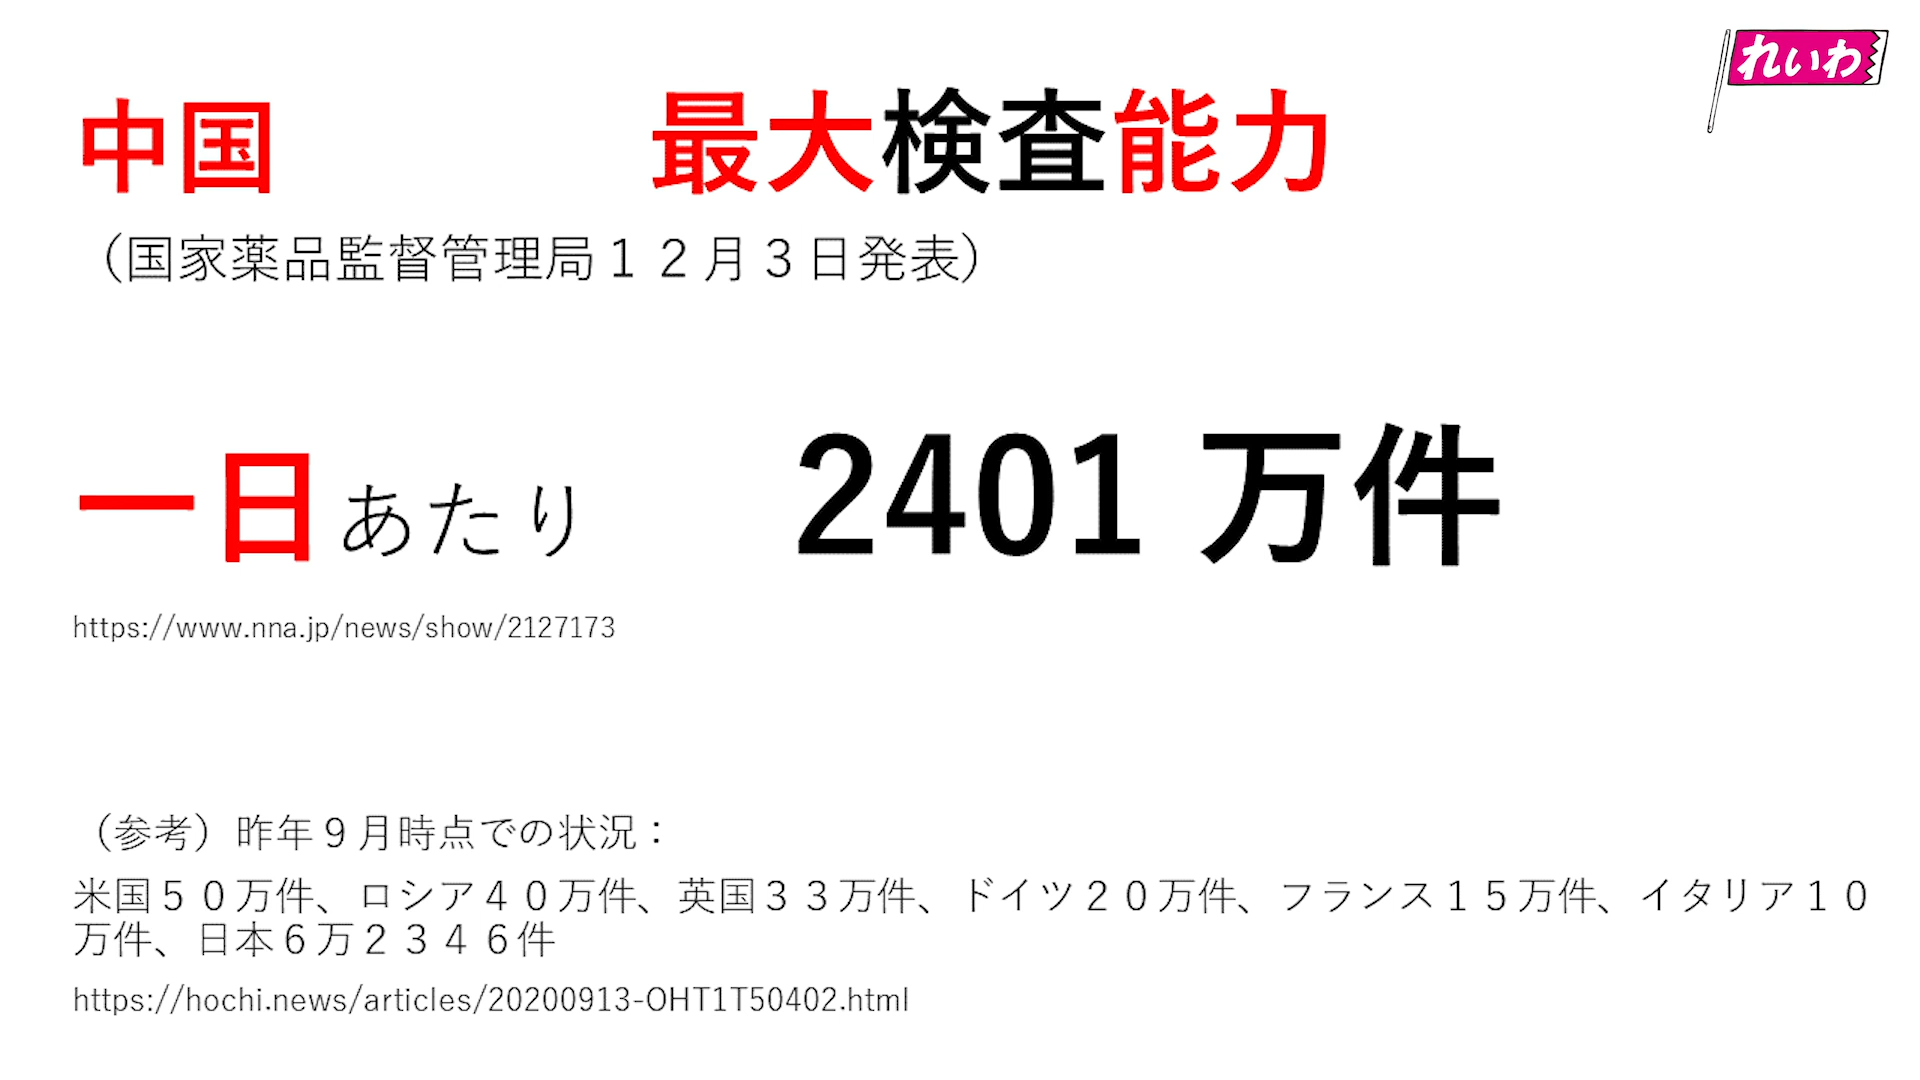 れいわ
中国 最大検査能力
（国家薬品監督管理局１２月３日発表）
一日あたり 2401 万件
https://www.nna.jp/news/show/2127173
（参考）昨年９月時点での状況：
米国５０万件、ロシア４０万件、英国３３万件、ドイツ２０万件、フランス１５万件、イタリア１０
万件、日本６万２３４６件
https://hochi.news/articles/20200913-OHT1T50402.html